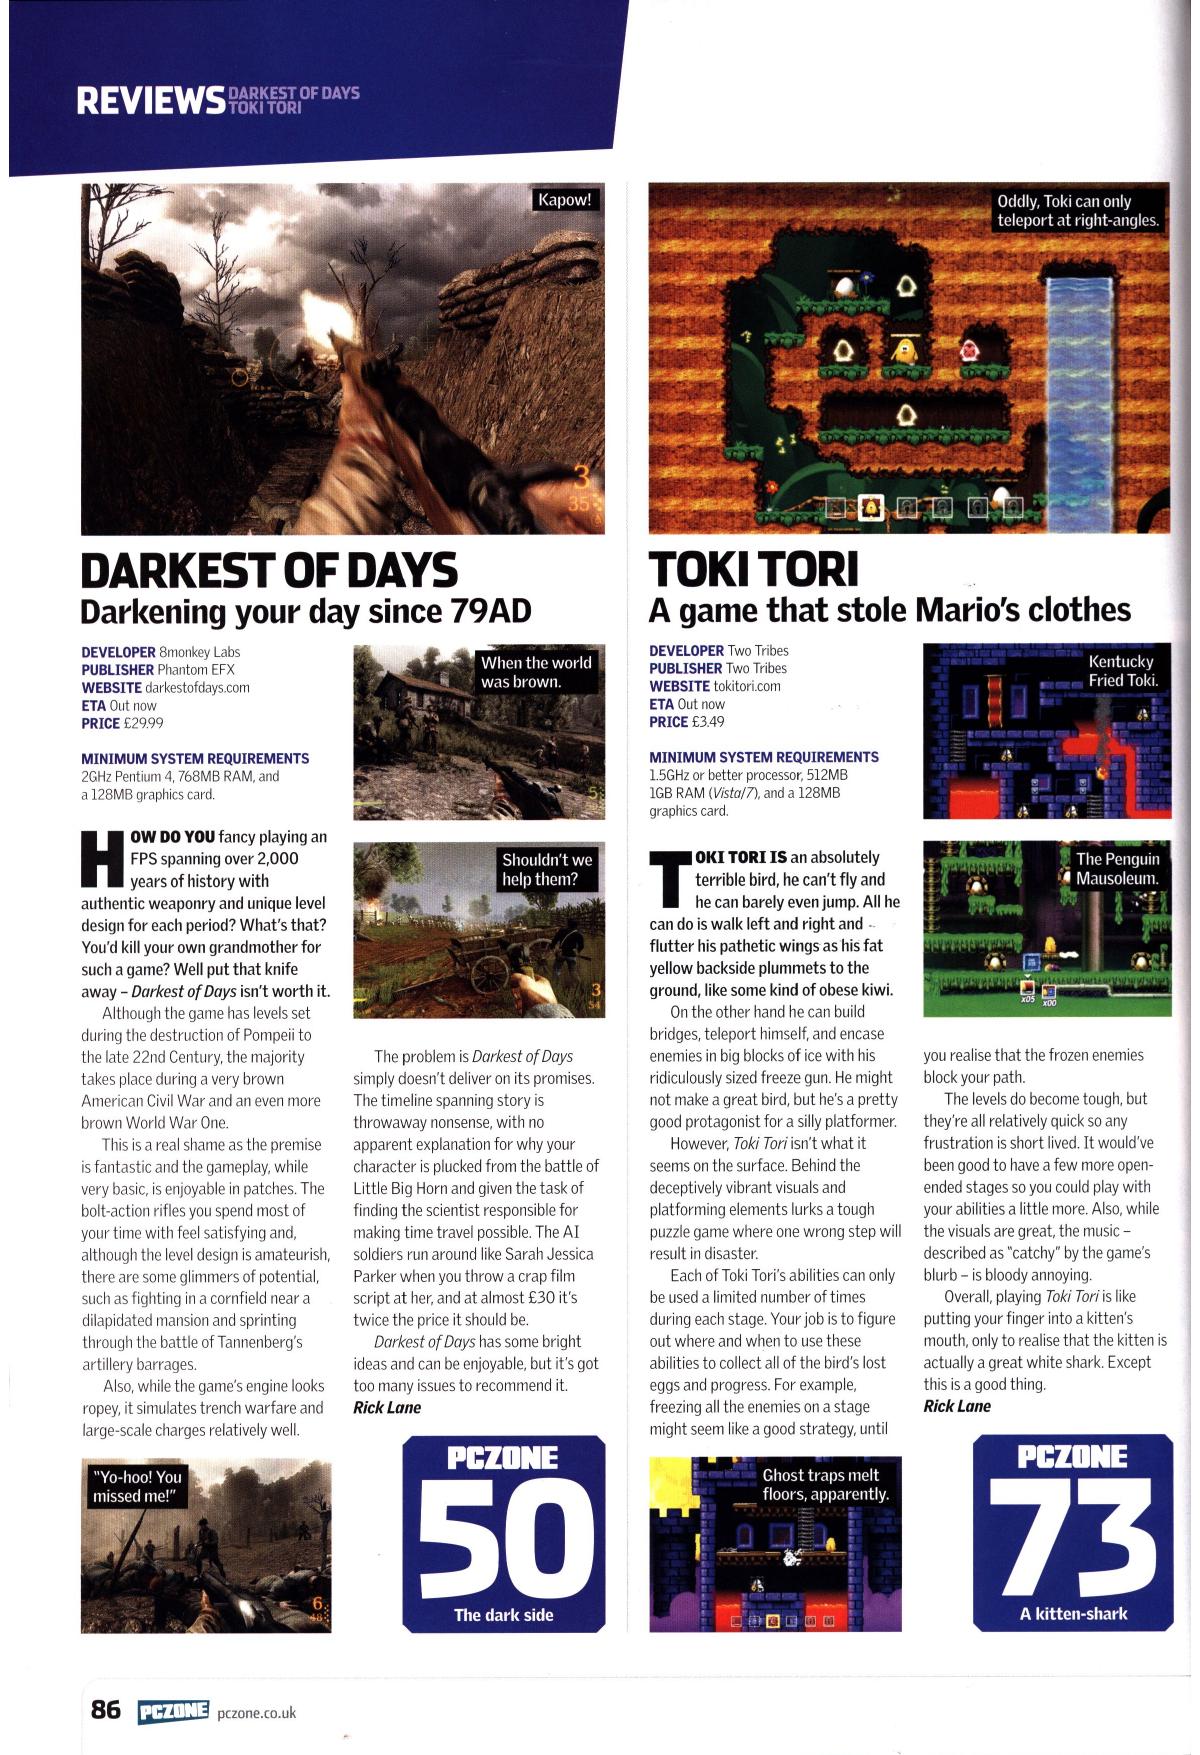 REVIEWS DARKEST OF DAYS
TOKI TORI
Kapow!
3
35
DARKEST OF DAYS
Darkening your day since 79AD
DEVELOPER 8monkey Labs
PUBLISHER Phantom EFX
WEBSITE darkestofdays.com
ETA Out now
PRICE £29.99
MINIMUM SYSTEM REQUIREMENTS
2GHz Pentium 4, 768MB RAM, and
a 128MB graphics card.
HOW DO YOU fancy playing an
FPS spanning over 2,000
years of history with
authentic weaponry and unique level
design for each period? What's that?
You'd kill your own grandmother for
such a game? Well put that knife
away – Darkest of Days isn't worth it.
Although the game has levels set
during the destruction of Pompeii to
the late 22nd Century, the majority
takes place during a very brown
American Civil War and an even more
brown World War One.
This is a real shame as the premise
is fantastic and the gameplay, while
very basic, is enjoyable in patches. The
bolt-action rifles you spend most of
your time with feel satisfying and,
although the level design is amateurish,
there are some glimmers of potential,
such as fighting in a cornfield near a
dilapidated mansion and sprinting
through the battle of Tannenberg's
artillery barrages.
Also, while the game's engine looks
ropey, it simulates trench warfare and
large-scale charges relatively well.
"Yo-hoo! You
missed me!"
6
48
When the world
was brown.
Shouldn't we
help them?
3
34
The problem is Darkest of Days
simply doesn't deliver on its promises.
The timeline spanning story is
throwaway nonsense, with no
apparent explanation for why your
character is plucked from the battle of
Little Big Horn and given the task of
finding the scientist responsible for
making time travel possible. The AI
soldiers run around like Sarah Jessica
Parker when you throw a crap film
script at her, and at almost £30 it's
twice the price it should be.
Darkest of Days has some bright
ideas and can be enjoyable, but it's got
too many issues to recommend it.
Rick Lane
PCZONE
50
The dark side
Oddly, Toki can only
teleport at right-angles.
TOKI TORI
A game that stole Mario's clothes
DEVELOPER Two Tribes
PUBLISHER Two Tribes
WEBSITE tokitori.com
ETA Out now
PRICE £3.49
MINIMUM SYSTEM REQUIREMENTS
1.5GHz or better processor, 512MB
1GB RAM (Vista/7), and a 128MB
graphics card.
TOKI TORI IS an absolutely
terrible bird, he can't fly and
he can barely even jump. All he
can do is walk left and right and
flutter his pathetic wings as his fat
yellow backside plummets to the
ground, like some kind of obese kiwi.
On the other hand he can build
bridges, teleport himself, and encase
enemies in big blocks of ice with his
ridiculously sized freeze gun. He might
not make a great bird, but he's a pretty
good protagonist for a silly platformer.
However, Toki Tori isn't what it
seems on the surface. Behind the
deceptively vibrant visuals and
platforming elements lurks a tough
puzzle game where one wrong step will
result in disaster.
Each of Toki Tori's abilities can only
be used a limited number of times
during each stage. Your job is to figure
out where and when to use these
abilities to collect all of the bird's lost
eggs and progress. For example,
freezing all the enemies on a stage
might seem like a good strategy, until
Ghost traps melt
floors, apparently.
Kentucky
Fried Toki.
The Penguin
Mausoleum.
x05 x00
you realise that the frozen enemies
block your path.
The levels do become tough, but
they're all relatively quick so any
frustration is short lived. It would've
been good to have a few more open-
ended stages so you could play with
your abilities a little more. Also, while
the visuals are great, the music –
described as "catchy" by the game's
blurb – is bloody annoying.
Overall, playing Toki Tori is like
putting your finger into a kitten's
mouth, only to realise that the kitten is
actually a great white shark. Except
this is a good thing.
Rick Lane
PCZONE
73
A kitten-shark
86 PCZONE pczone.co.uk